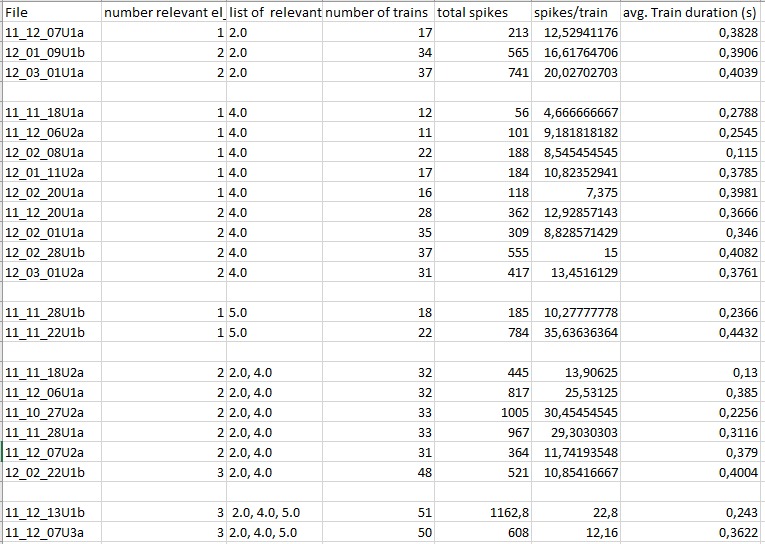 File number relevant el_ list of relevant number of trains total spikes spikes/train avg. Train duration (s)
11_12_07U1a 1 2.0 17 213 12,52941176 0,3828
12_01_09U1b 2 2.0 34 565 16,61764706 0,3906
12_03_01U1a 2 2.0 37 741 20,02702703 0,4039
11_11_18U1a 1 4.0 12 56 4,666666667 0,2788
11_12_06U2a 1 4.0 11 101 9,181818182 0,2545
12_02_08U1a 1 4.0 22 188 8,545454545 0,115
12_01_11U2a 1 4.0 17 184 10,82352941 0,3785
12_02_20U1a 1 4.0 16 118 7,375 0,3981
11_12_20U1a 2 4.0 28 362 12,92857143 0,3666
12_02_01U1a 2 4.0 35 309 8,828571429 0,346
12_02_28U1b 2 4.0 37 555 15 0,4082
12_03_01U2a 2 4.0 31 417 13,4516129 0,3761
11_11_28U1b 1 5.0 18 185 10,27777778 0,2366
11_11_22U1b 1 5.0 22 784 35,63636364 0,4432
11_11_18U2a 2 2.0, 4.0 32 445 13,90625 0,13
11_12_06U1a 2 2.0, 4.0 32 817 25,53125 0,385
11_10_27U2a 2 2.0, 4.0 33 1005 30,45454545 0,2256
11_11_28U1a 2 2.0, 4.0 33 967 29,3030303 0,3116
11_12_07U2a 2 2.0, 4.0 31 364 11,74193548 0,379
12_02_22U1b 3 2.0, 4.0 48 521 10,85416667 0,4004
11_12_13U1b 3 2.0, 4.0, 5.0 51 1162,8 22,8 0,243
11_12_07U3a 3 2.0, 4.0, 5.0 50 608 12,16 0,3622